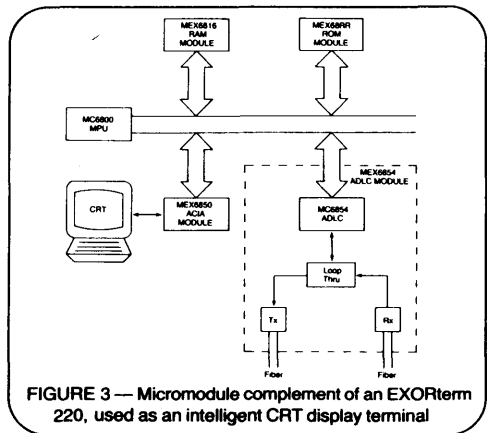 MEX6816
RAM
MODULE
MEX68RR
ROM
MODULE
MC6800
MPU
MEX6854
ADLC MODULE
CRT
MEX6850
ACIA
MODULE
MC6854
ADLC
Loop
Thru
Tx
Rx
Fiber
Fiber
FIGURE 3 — Micromodule complement of an EXORterm
220, used as an intelligent CRT display terminal